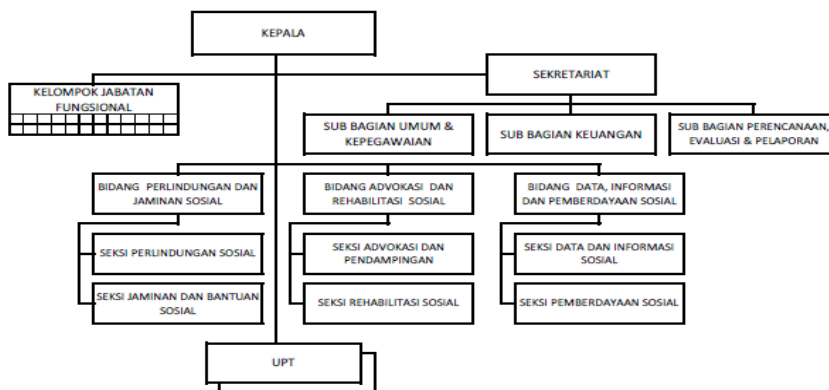 KEPALA
SEKRETARIAT
KELOMPOK JABATAN
FUNGSIONAL
SUB BAGIAN UMUM &
KEPEGAWAIAN
SUB BAGIAN KEUANGAN
SUB BAGIAN PERENCANAAN,
EVALUASI & PELAPORAN
BIDANG PERLINDUNGAN DAN
JAMINAN SOSIAL
BIDANG ADVOKASI DAN
REHABILITASI SOSIAL
BIDANG DATA, INFORMASI
DAN PEMBERDAYAAN SOSIAL
SEKSI PERLINDUNGAN SOSIAL
SEKSI ADVOKASI DAN
PENDAMPINGAN
SEKSI DATA DAN INFORMASI
SOSIAL
SEKSI JAMINAN DAN BANTUAN
SOSIAL
SEKSI REHABILITASI SOSIAL
SEKSI PEMBERDAYAAN SOSIAL
UPT